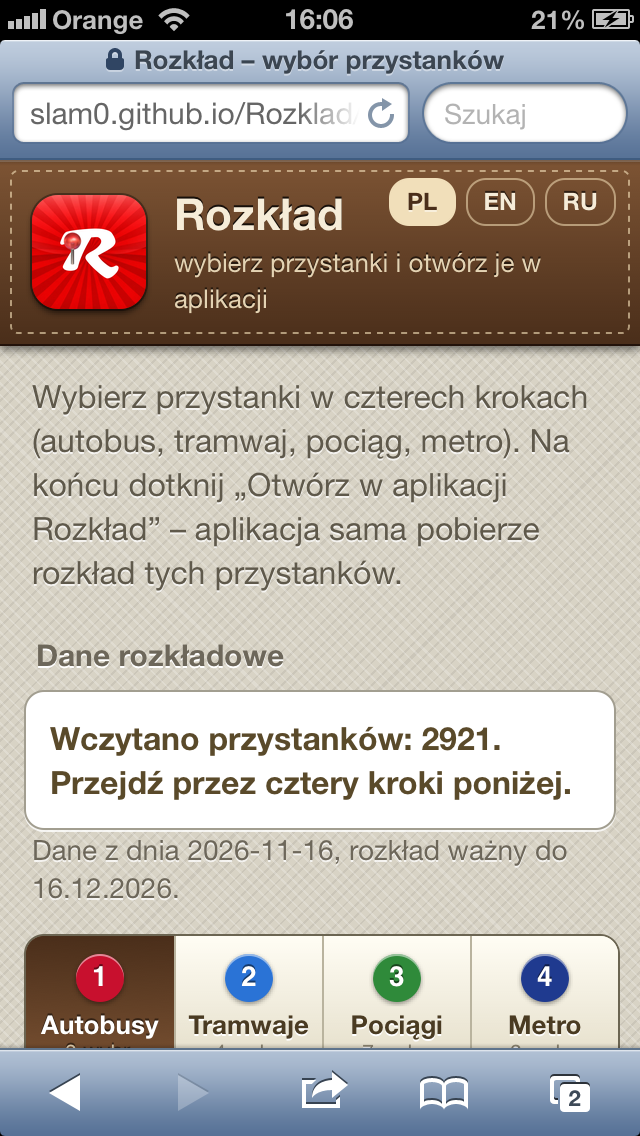 Orange 16:06 21%
Rozkład – wybór przystanków
slam0.github.io/Rozklad/ Szukaj
R
Rozkład PL EN RU
wybierz przystanki i otwórz je w
aplikacji
Wybierz przystanki w czterech krokach
(autobus, tramwaj, pociąg, metro). Na
końcu dotknij „Otwórz w aplikacji
Rozkład” – aplikacja sama pobierze
rozkład tych przystanków.
Dane rozkładowe
Wczytano przystanków: 2921.
Przejdź przez cztery kroki poniżej.
Dane z dnia 2026-11-16, rozkład ważny do
16.12.2026.
1 2 3 4
Autobusy Tramwaje Pociągi Metro
2